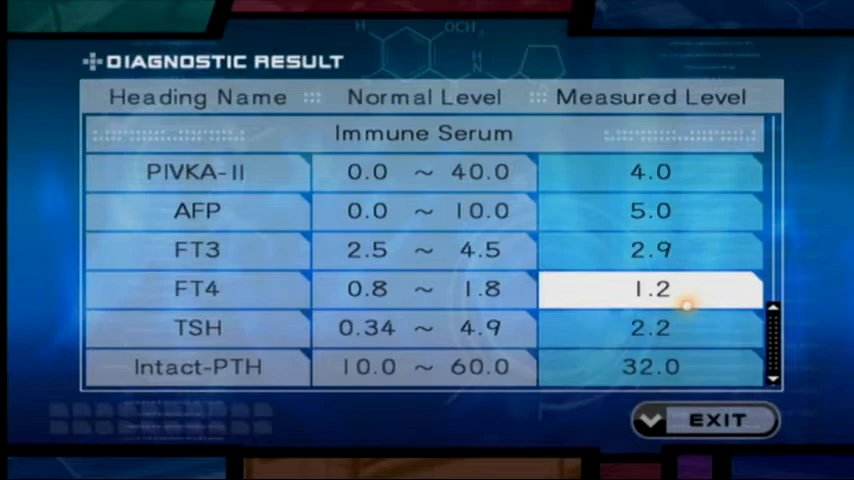 H
OCH
H
N
DIAGNOSTIC RESULT
Heading Name Normal Level Measured Level
Immune Serum
PIVKA-II 0.0 ~ 40.0 4.0
AFP 0.0 ~ 10.0 5.0
FT3 2.5 ~ 4.5 2.9
FT4 0.8 ~ 1.8 1.2
TSH 0.34 ~ 4.9 2.2
Intact-PTH 10.0 ~ 60.0 32.0
EXIT